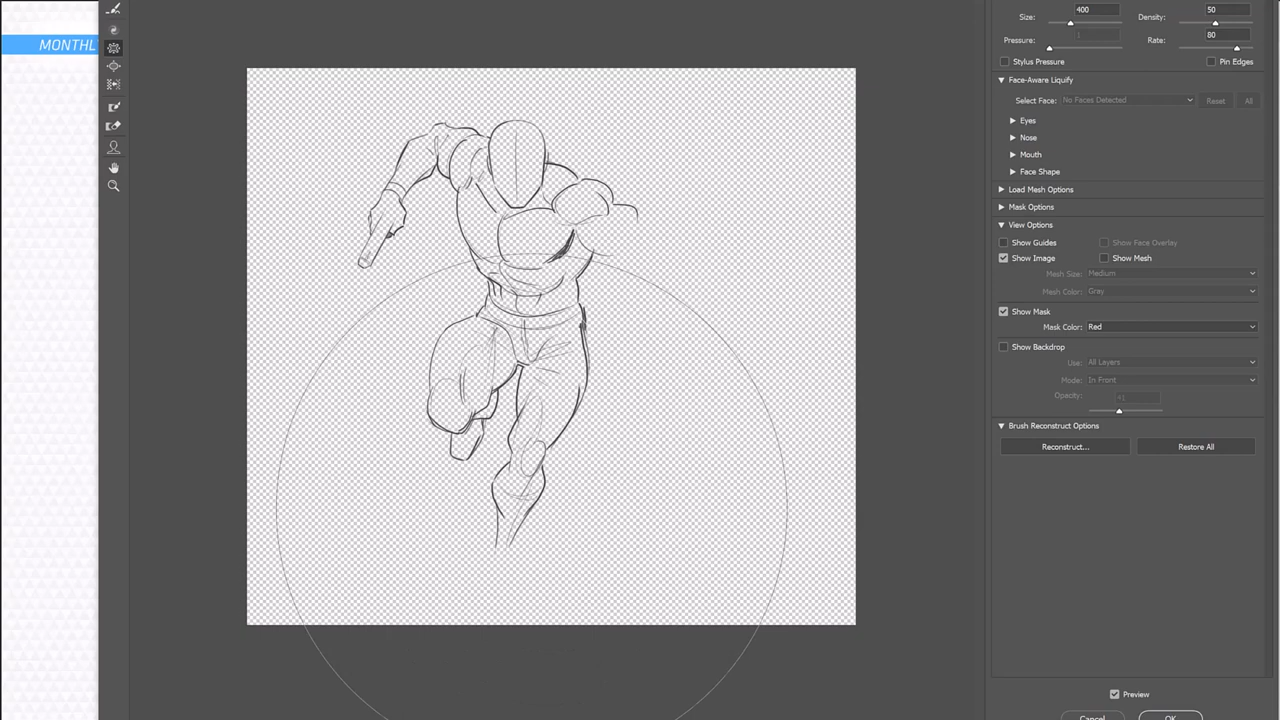 MONTHL
Size: 400 Density: 50
Pressure: 1 Rate: 80
Stylus Pressure Pin Edges
Face-Aware Liquify
Select Face: No Faces Detected Reset All
Eyes
Nose
Mouth
Face Shape
Load Mesh Options
Mask Options
View Options
Show Guides Show Face Overlay
Show Image Show Mesh
Mesh Size: Medium
Mesh Color: Gray
Show Mask
Mask Color: Red
Show Backdrop
Use: All Layers
Mode: In Front
Opacity:
Brush Reconstruct Options
Reconstruct... Restore All
Preview
Cancel OK